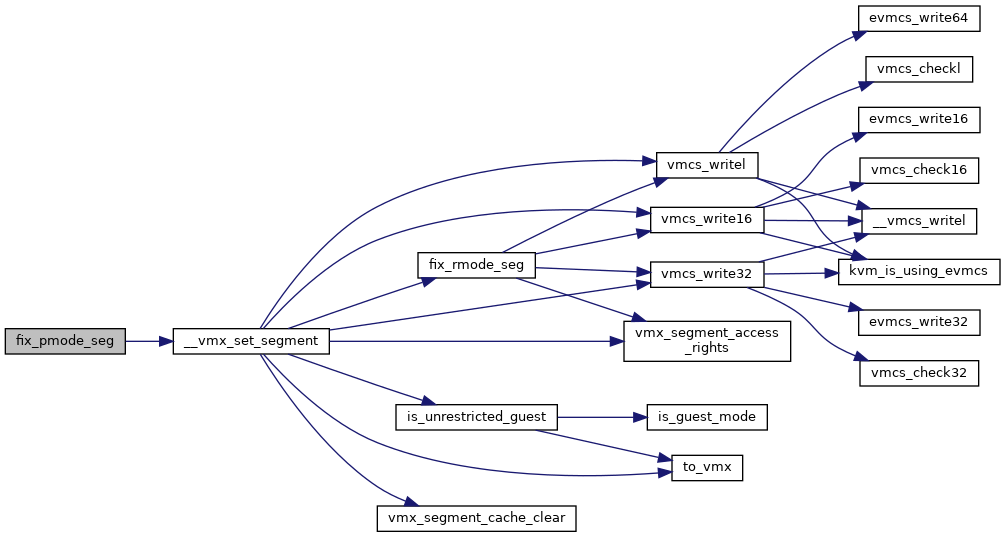 evmcs_write64
vmcs_checkl
evmcs_write16
vmcs_writel
vmcs_check16
vmcs_write16
__vmcs_writel
fix_rmode_seg
vmcs_write32
kvm_is_using_evmcs
evmcs_write32
fix_pmode_seg
__vmx_set_segment
vmx_segment_access
_rights
vmcs_check32
is_unrestricted_guest
is_guest_mode
to_vmx
vmx_segment_cache_clear